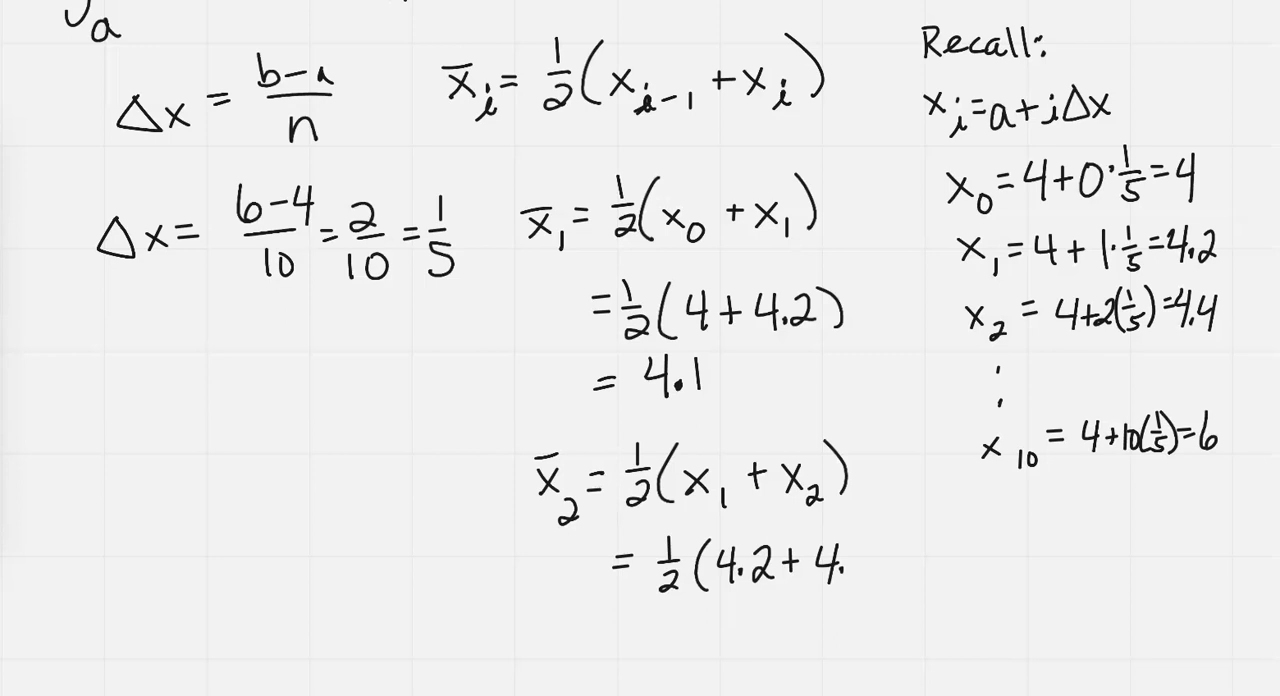 ∫a
Δx = (b-a)/n
Δx = (6-4)/10 = 2/10 = 1/5
x̄ᵢ = 1/2(xᵢ₋₁ + xᵢ)
x̄₁ = 1/2(x₀ + x₁)
= 1/2(4 + 4.2)
= 4.1
x̄₂ = 1/2(x₁ + x₂)
= 1/2(4.2 + 4.
Recall:
xᵢ = a + iΔx
x₀ = 4 + 0·1/5 = 4
x₁ = 4 + 1·1/5 = 4.2
x₂ = 4 + 2(1/5) = 4.4
⋮
x₁₀ = 4 + 10(1/5) = 6